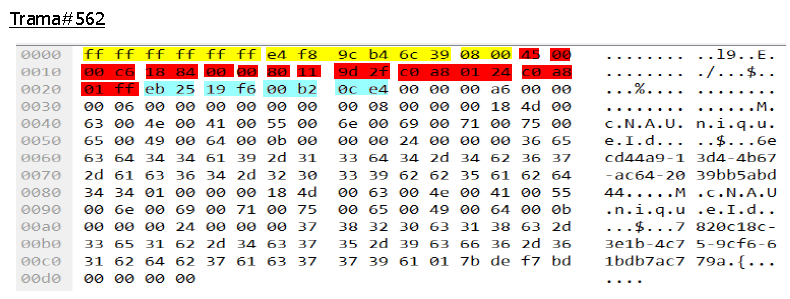 Trama#562
0000 ff ff ff ff ff ff e4 f8 9c b4 6c 39 08 00 45 00 ........ ..l9..E.
0010 00 c6 18 84 00 00 80 11 9d 2f c0 a8 01 24 c0 a8 ........ ./...$..
0020 01 ff eb 25 19 f6 00 b2 0c e4 00 00 00 a6 00 00 ...%.... ........
0030 00 06 00 00 00 00 00 00 00 08 00 00 00 18 4d 00 ........ ......M.
0040 63 00 4e 00 41 00 55 00 6e 00 69 00 71 00 75 00 c.N.A.U. n.i.q.u.
0050 65 00 49 00 64 00 0b 00 00 00 24 00 00 00 36 65 e.I.d... ..$...6e
0060 63 64 34 34 61 39 2d 31 33 64 34 2d 34 62 36 37 cd44a9-1 3d4-4b67
0070 2d 61 63 36 34 2d 32 30 33 39 62 62 35 61 62 64 -ac64-20 39bb5abd
0080 34 34 01 00 00 00 18 4d 00 63 00 4e 00 41 00 55 44.....M .c.N.A.U
0090 00 6e 00 69 00 71 00 75 00 65 00 49 00 64 00 0b .n.i.q.u .e.I.d..
00a0 00 00 00 24 00 00 00 37 38 32 30 63 31 38 63 2d ...$...7 820c18c-
00b0 33 65 31 62 2d 34 63 37 35 2d 39 63 66 36 2d 36 3e1b-4c7 5-9cf6-6
00c0 31 62 64 62 37 61 63 37 37 39 61 01 7b de f7 bd 1bdb7ac7 79a.{...
00d0 00 00 00 00 ....